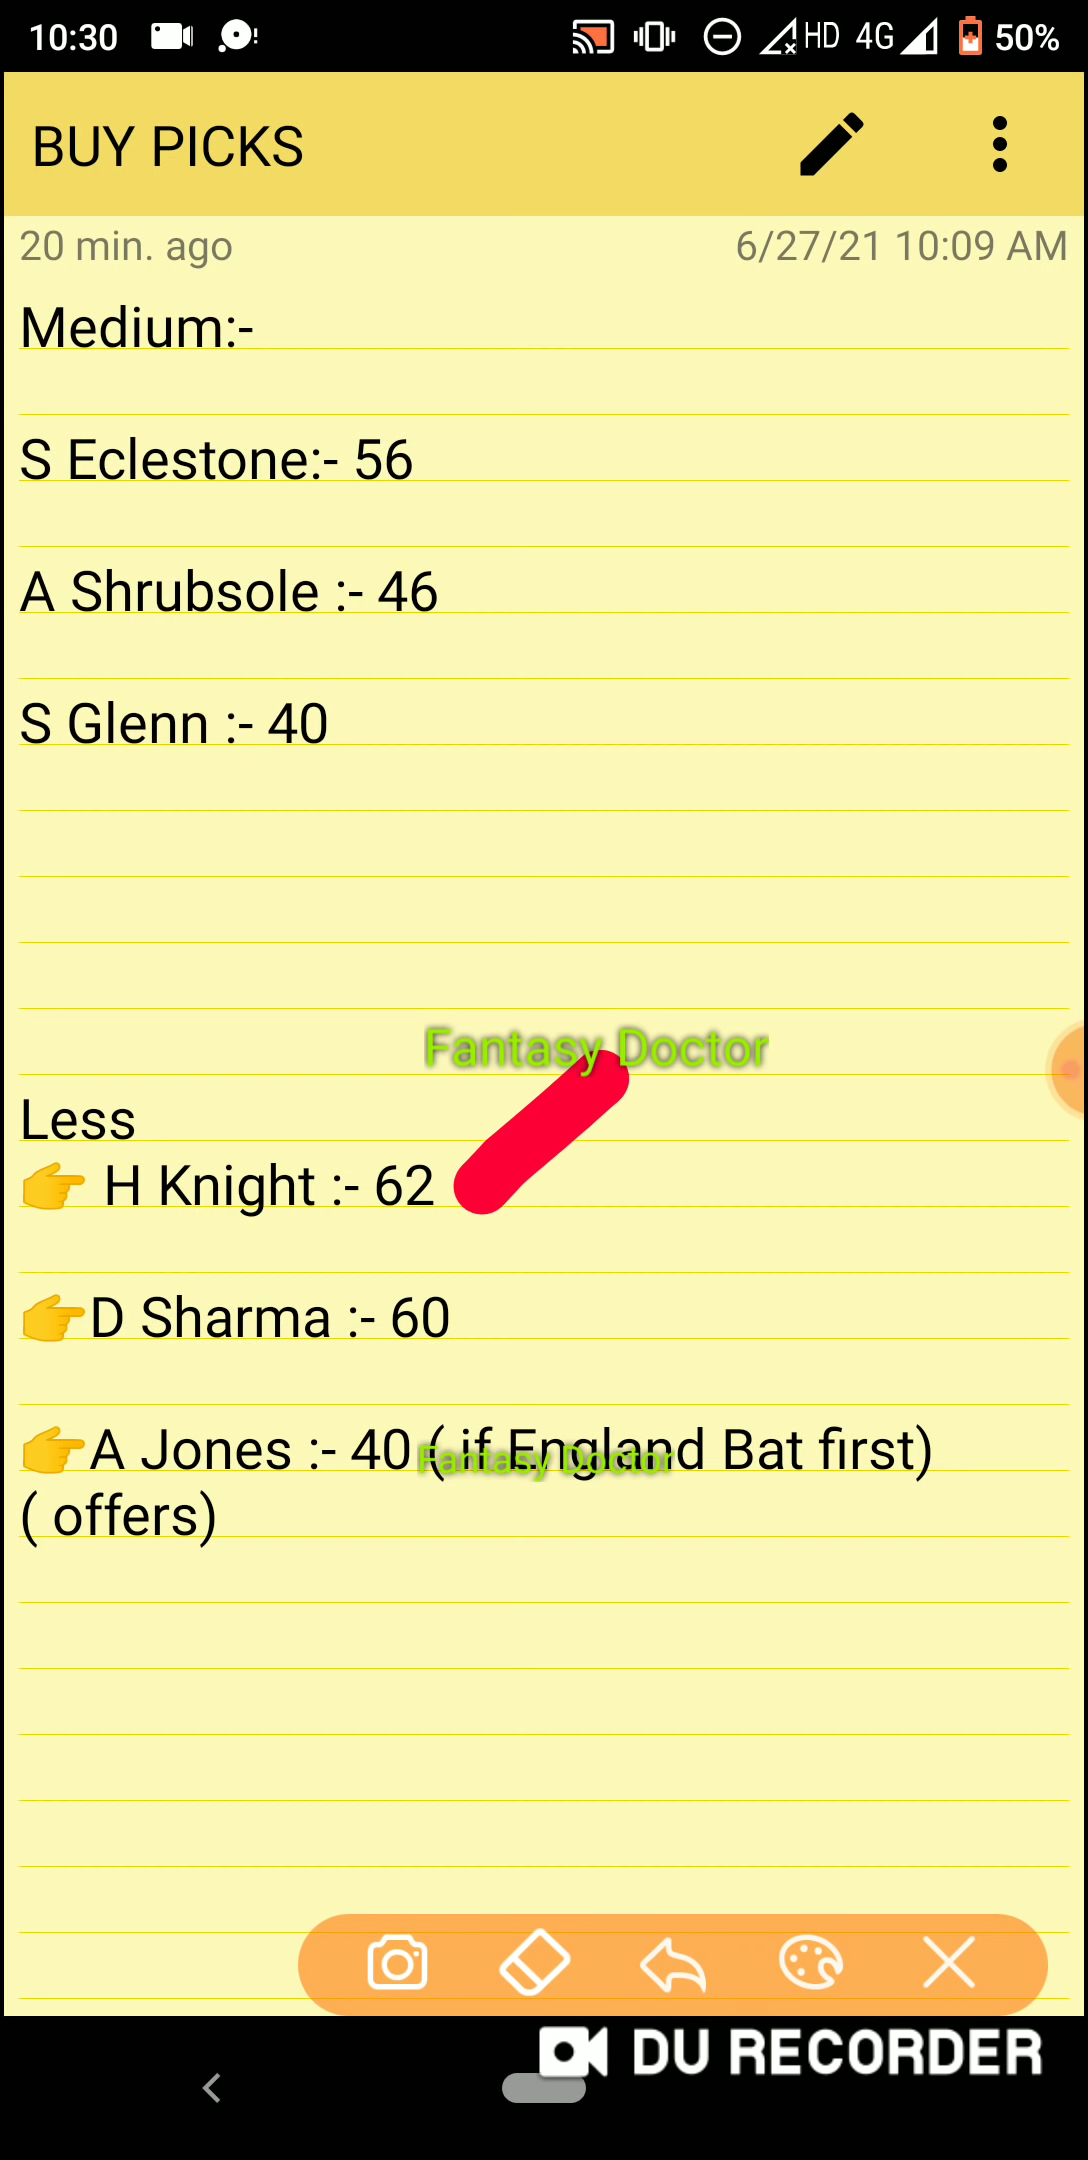 10:30 HD 4G 50%
BUY PICKS
20 min. ago 6/27/21 10:09 AM
Medium:-
S Eclestone:- 56
A Shrubsole :- 46
S Glenn :- 40
Fantasy Doctor
Less
👉 H Knight :- 62
👉D Sharma :- 60
👉A Jones :- 40 ( if England Bat first)
Fantasy Doctor
( offers)
DU RECORDER